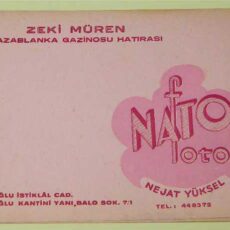 ZEKİ MÜREN
AZABLANKA GAZİNOSU HATIRASI
NATO
foto
NEJAT YÜKSEL
TEL: 448373
ĞLU İSTİKLÂL CAD.
ĞLU KANTİNİ YANI, BALO SOK. 7/1